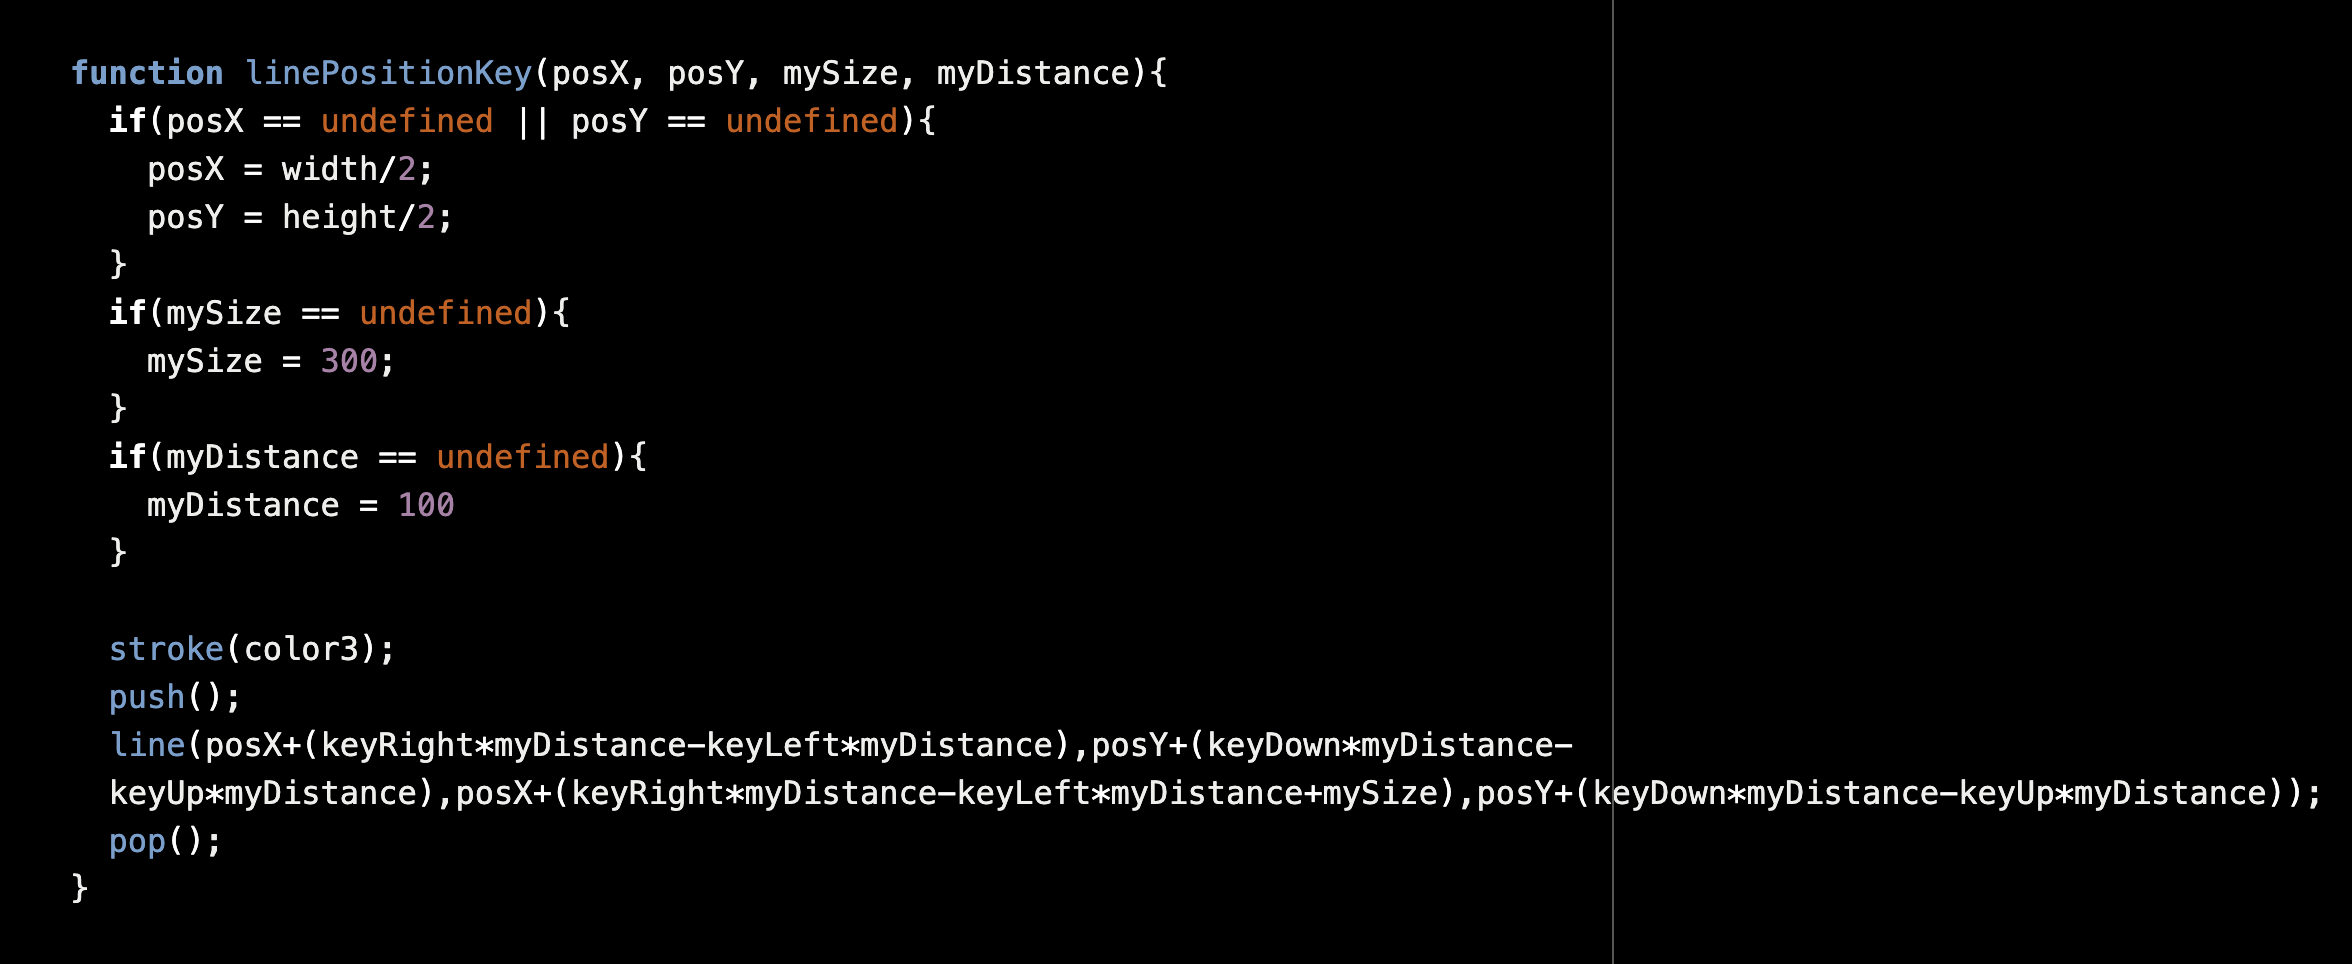 function linePositionKey(posX, posY, mySize, myDistance){
  if(posX == undefined || posY == undefined){
    posX = width/2;
    posY = height/2;
  }
  if(mySize == undefined){
    mySize = 300;
  }
  if(myDistance == undefined){
    myDistance = 100
  }

  stroke(color3);
  push();
  line(posX+(keyRight*myDistance-keyLeft*myDistance),posY+(keyDown*myDistance-
  keyUp*myDistance),posX+(keyRight*myDistance-keyLeft*myDistance+mySize),posY+(keyDown*myDistance-keyUp*myDistance));
  pop();
}